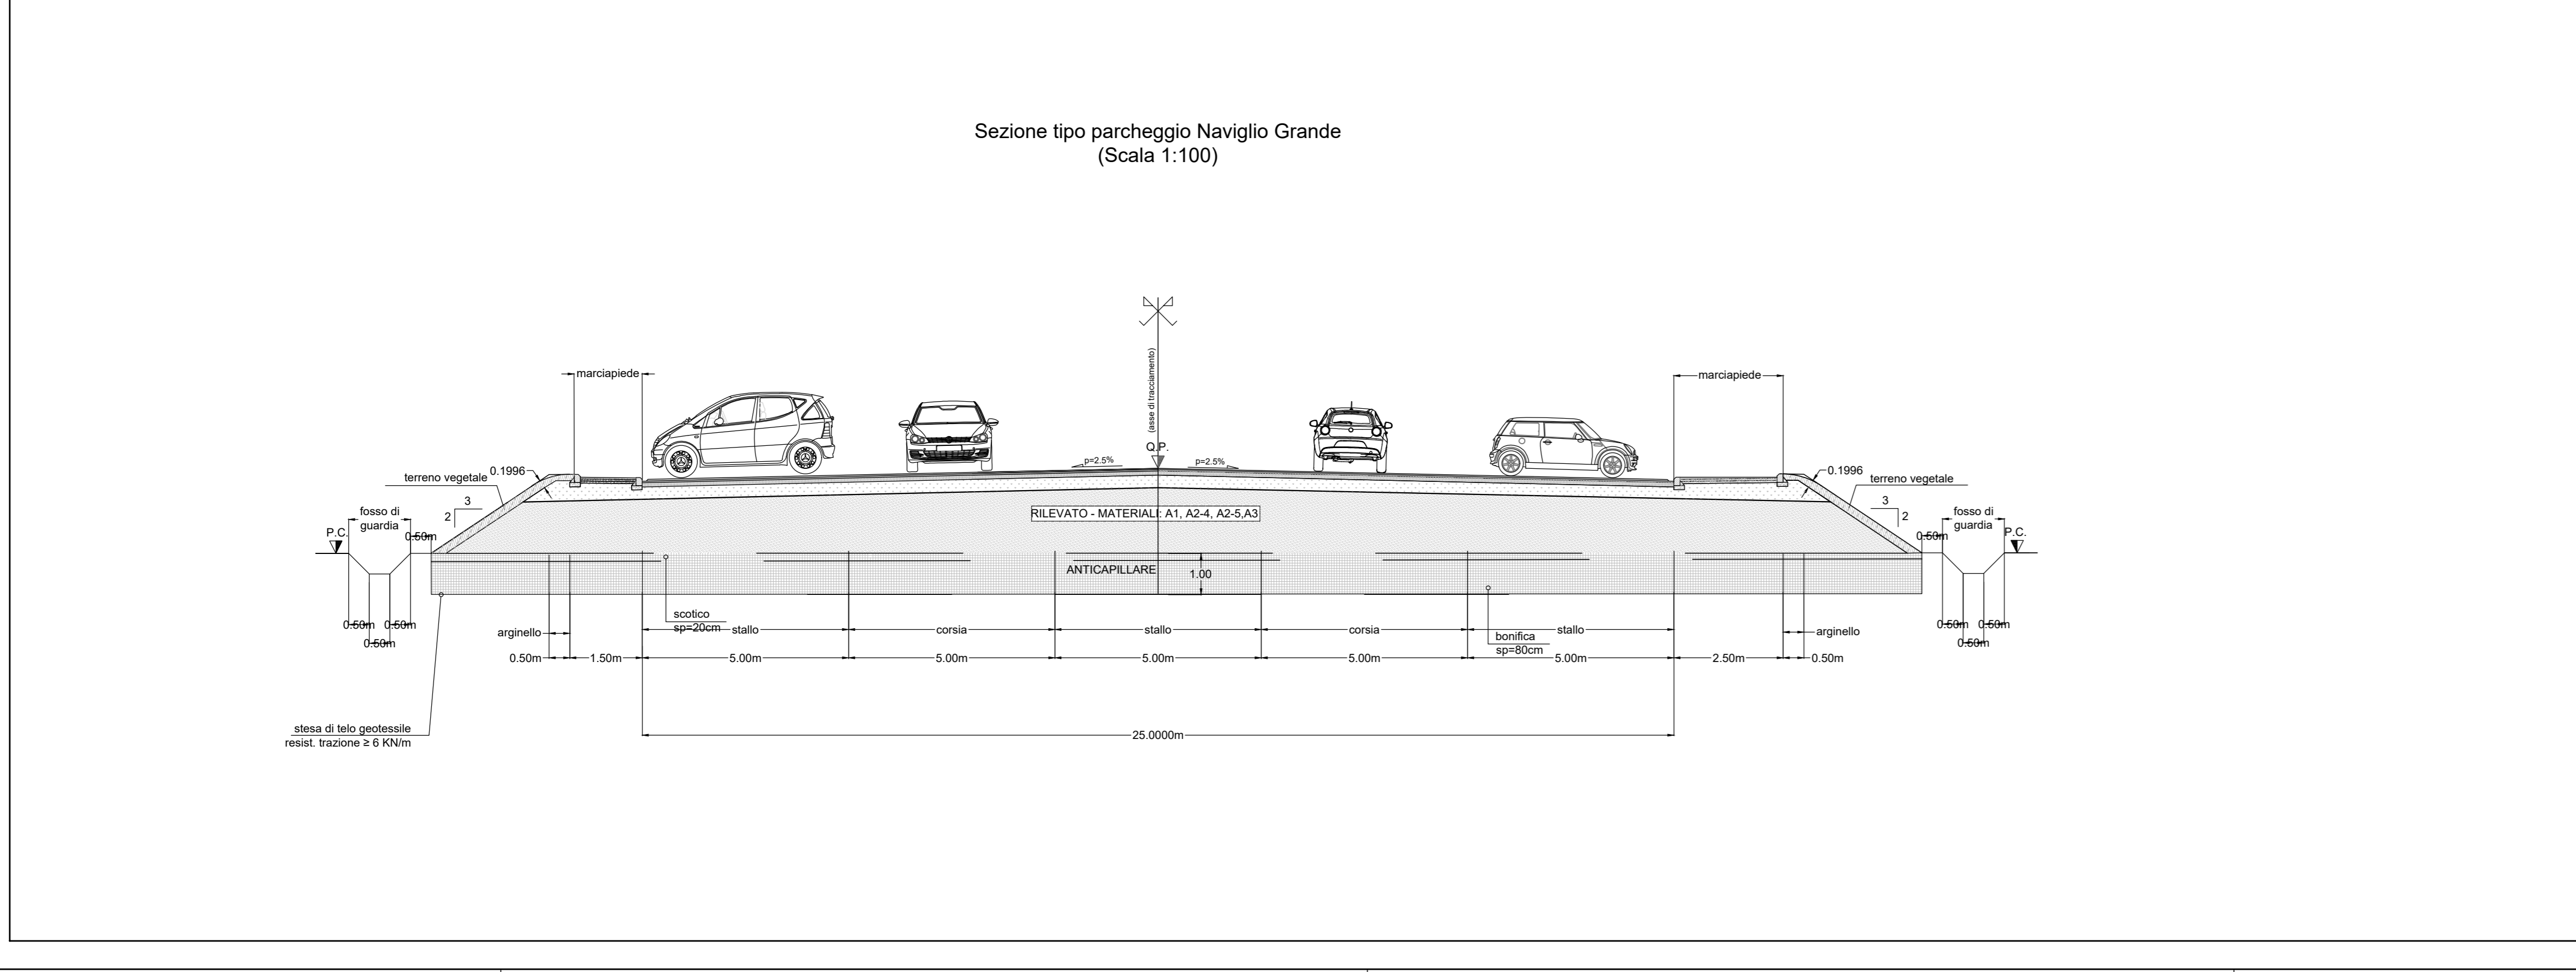 Sezione tipo parcheggio Naviglio Grande
(Scala 1:100)
(asse di tracciamento)
marciapiede
marciapiede
Q.P.
p=2.5%
p=2.5%
0.1996
0.1996
terreno vegetale
terreno vegetale
3
2
3
2
fosso di
guardia
fosso di
guardia
RILEVATO - MATERIALI: A1, A2-4, A2-5,A3
P.C.
0.50m
0.50m
P.C.
ANTICAPILLARE
1.00
scotico
sp=20cm
0.50m
0.50m
0.50m
0.50m
0.50m
0.50m
arginello
stallo
corsia
stallo
corsia
stallo
arginello
bonifica
sp=80cm
0.50m
1.50m
5.00m
5.00m
5.00m
5.00m
5.00m
2.50m
0.50m
stesa di telo geotessile
resist. trazione ≥ 6 KN/m
25.0000m